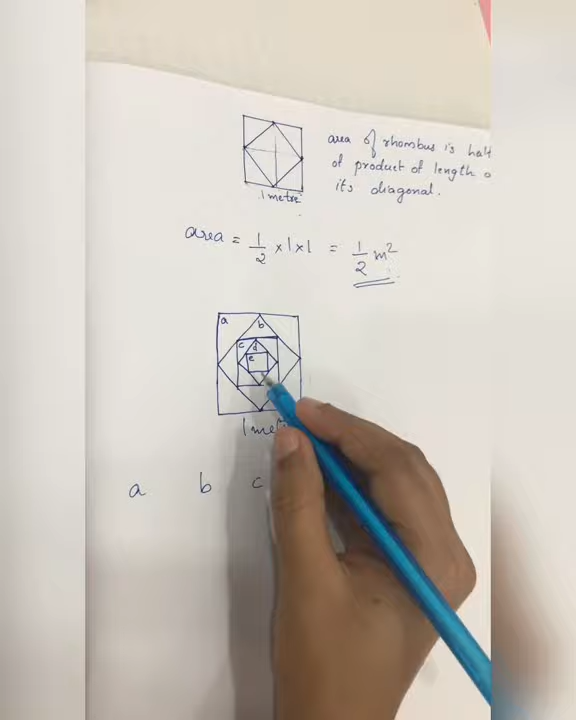 area of rhombus is half
of product of length
its diagonal.
1 metre
area = 1/2 × 1 × 1 = 1/2 m²
a
b
c
d
e
1
a b c